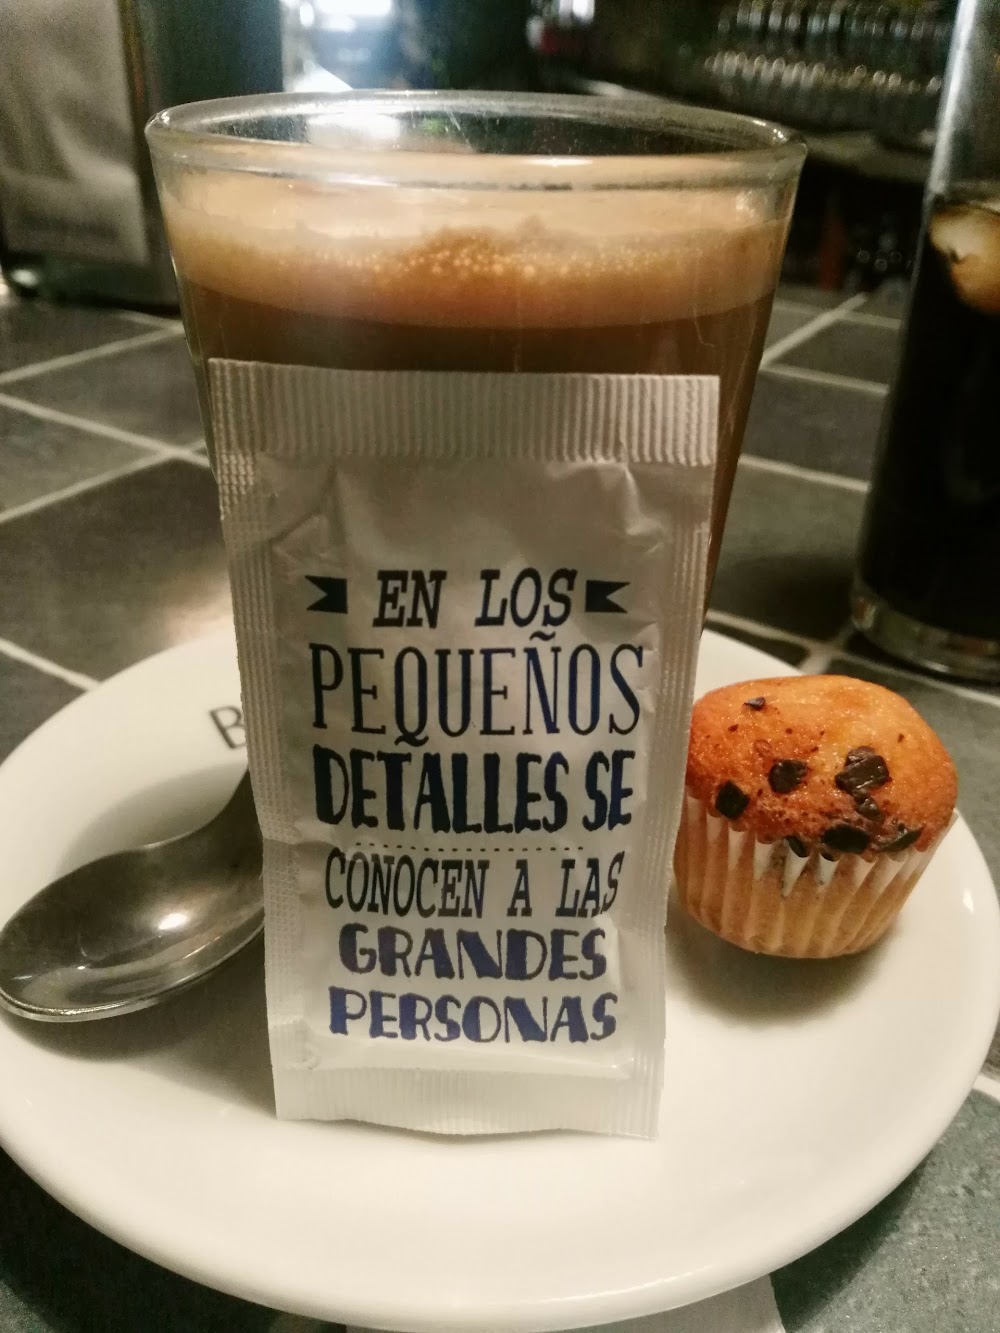 EN LOS
PEQUEÑOS
DETALLES SE
CONOCEN A LAS
GRANDES
PERSONAS